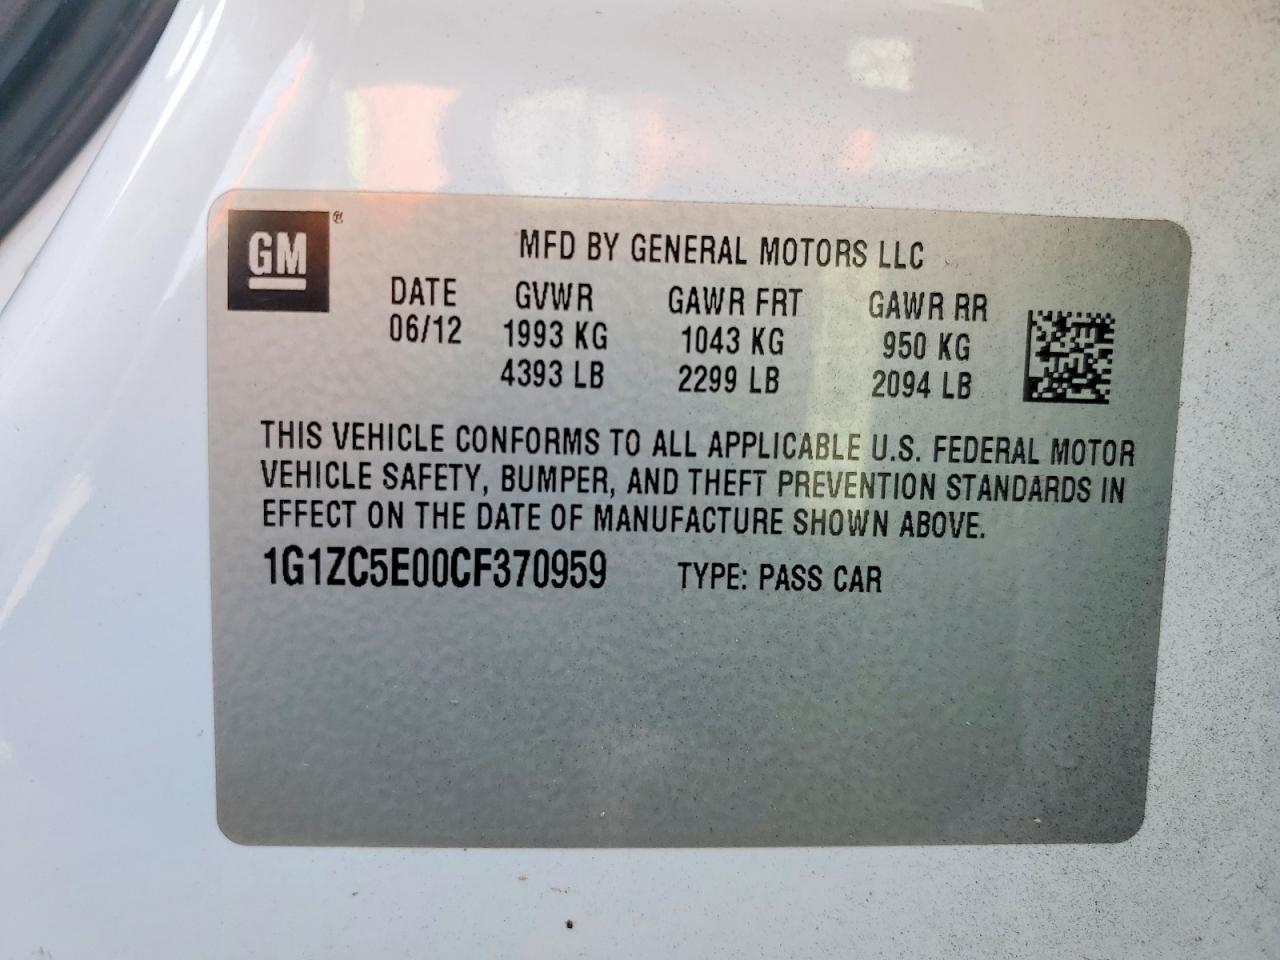 GM®
MFD BY GENERAL MOTORS LLC
DATE GVWR GAWR FRT GAWR RR
06/12 1993 KG 1043 KG 950 KG
4393 LB 2299 LB 2094 LB
THIS VEHICLE CONFORMS TO ALL APPLICABLE U.S. FEDERAL MOTOR
VEHICLE SAFETY, BUMPER, AND THEFT PREVENTION STANDARDS IN
EFFECT ON THE DATE OF MANUFACTURE SHOWN ABOVE.
1G1ZC5E00CF370959 TYPE: PASS CAR